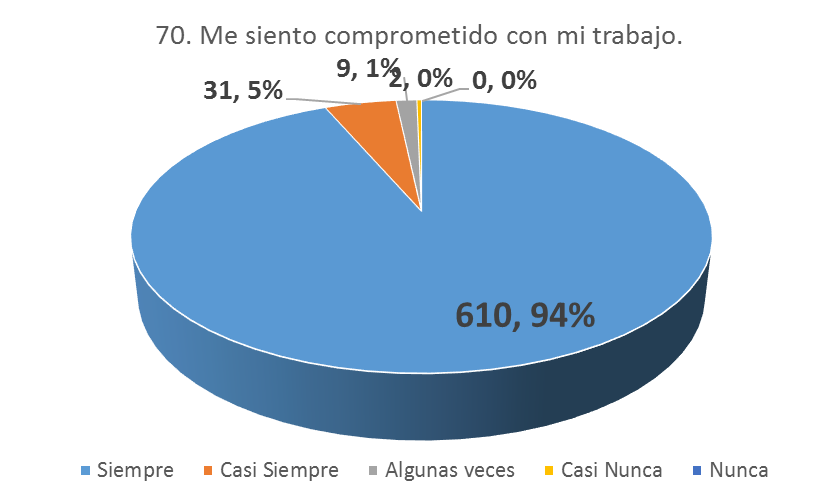 70. Me siento comprometido con mi trabajo.
9, 1%
2, 0%
0, 0%
31, 5%
610, 94%
Siempre
Casi Siempre
Algunas veces
Casi Nunca
Nunca